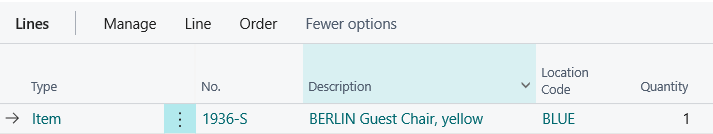 Lines Manage Line Order Fewer options
Type No. Description Location Code Quantity
Item 1936-S BERLIN Guest Chair, yellow BLUE 1